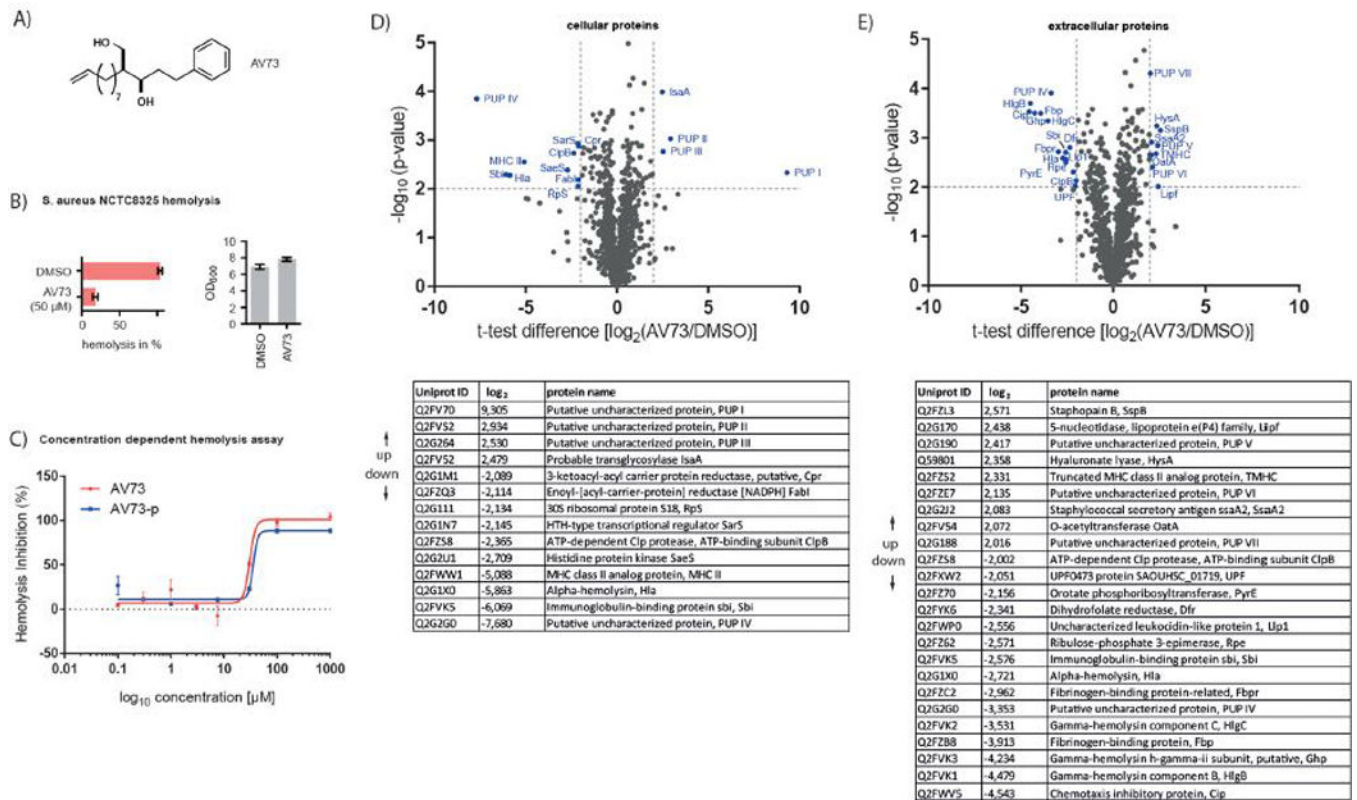 A)
HO
7
OH
AV73
B) S. aureus NCTC8325 hemolysis
DMSO
AV73
(50 µM)
0 50
hemolysis in %
OD600
10
8
6
4
2
0
DMSO
AV73
C) Concentration dependent hemolysis assay
Hemolysis Inhibition (%)
150
100
50
0
-50
AV73
AV73-p
0.01 0.1 1 10 100 1000
log10 concentration [µM]
D)
cellular proteins
-log10 (p-value)
5
4
3
2
1
0
PUP IV
IsaA
SarS Cpr
PUP II
ClpB
PUP III
MHC II
SaeS
Sbi
Hla
FabI
PUP I
RpS
-10 -5 0 5 10
t-test difference [log2(AV73/DMSO)]
Uniprot ID log2 protein name
Q2FV70 9,305 Putative uncharacterized protein, PUP I
Q2FVS2 2,934 Putative uncharacterized protein, PUP II
Q2G264 2,530 Putative uncharacterized protein, PUP III
Q2FV52 2,479 Probable transglycosylase IsaA
Q2G1M1 -2,089 3-ketoacyl-acyl carrier protein reductase, putative, Cpr
Q2FZQ3 -2,114 Enoyl-[acyl-carrier-protein] reductase [NADPH] FabI
Q2G111 -2,134 30S ribosomal protein S18, RpS
Q2G1N7 -2,145 HTH-type transcriptional regulator SarS
Q2FZS8 -2,365 ATP-dependent Clp protease, ATP-binding subunit ClpB
Q2G2U1 -2,709 Histidine protein kinase SaeS
Q2FWW1 -5,088 MHC class II analog protein, MHC II
Q2G1X0 -5,863 Alpha-hemolysin, Hla
Q2FVK5 -6,069 Immunoglobulin-binding protein sbi, Sbi
Q2G2G0 -7,680 Putative uncharacterized protein, PUP IV
up
down
E)
extracellular proteins
-log10 (p-value)
5
4
3
2
1
0
PUP VII
PUP IV
HlgB
Cip
Fbp
Ghp
HlgC
HysA
SspB
Sbi
Dfr
SsaA2
Fbpr
PUP V
Hla
Llp1
TMHC
Rpe
OatA
PyrE
PUP VI
ClpB
UPF
Lipf
-10 -5 0 5 10
t-test difference [log2(AV73/DMSO)]
Uniprot ID log2 protein name
Q2FZL3 2,571 Staphopain B, SspB
Q2G170 2,438 5-nucleotidase, lipoprotein e(P4) family, Llipf
Q2G190 2,417 Putative uncharacterized protein, PUP V
Q59801 2,358 Hyaluronate lyase, HysA
Q2FZS2 2,331 Truncated MHC class II analog protein, TMHC
Q2FZE7 2,135 Putative uncharacterized protein, PUP VI
Q2G2J2 2,083 Staphylococcal secretory antigen ssaA2, SsaA2
Q2FVS4 2,072 O-acetyltransferase OatA
Q2G188 2,016 Putative uncharacterized protein, PUP VII
Q2FZS8 -2,002 ATP-dependent Clp protease, ATP-binding subunit ClpB
Q2FXW2 -2,051 UPF0473 protein SAOUHSC_01719, UPF
Q2FZ70 -2,156 Orotate phosphoribosyltransferase, PyrE
Q2FYK6 -2,341 Dihydrofolate reductase, Dfr
Q2FWP0 -2,556 Uncharacterized leukocidin-like protein 1, Llp1
Q2FZ62 -2,571 Ribulose-phosphate 3-epimerase, Rpe
Q2FVK5 -2,576 Immunoglobulin-binding protein sbi, Sbi
Q2G1X0 -2,721 Alpha-hemolysin, Hla
Q2FZC2 -2,962 Fibrinogen-binding protein-related, Fbpr
Q2G2G0 -3,353 Putative uncharacterized protein, PUP IV
Q2FVK2 -3,531 Gamma-hemolysin component C, HlgC
Q2FZB8 -3,913 Fibrinogen-binding protein, Fbp
Q2FVK3 -4,234 Gamma-hemolysin h-gamma-ii subunit, putative, Ghp
Q2FVK1 -4,479 Gamma-hemolysin component B, HlgB
Q2FWV5 -4,543 Chemotaxis inhibitory protein, Cip
up
down